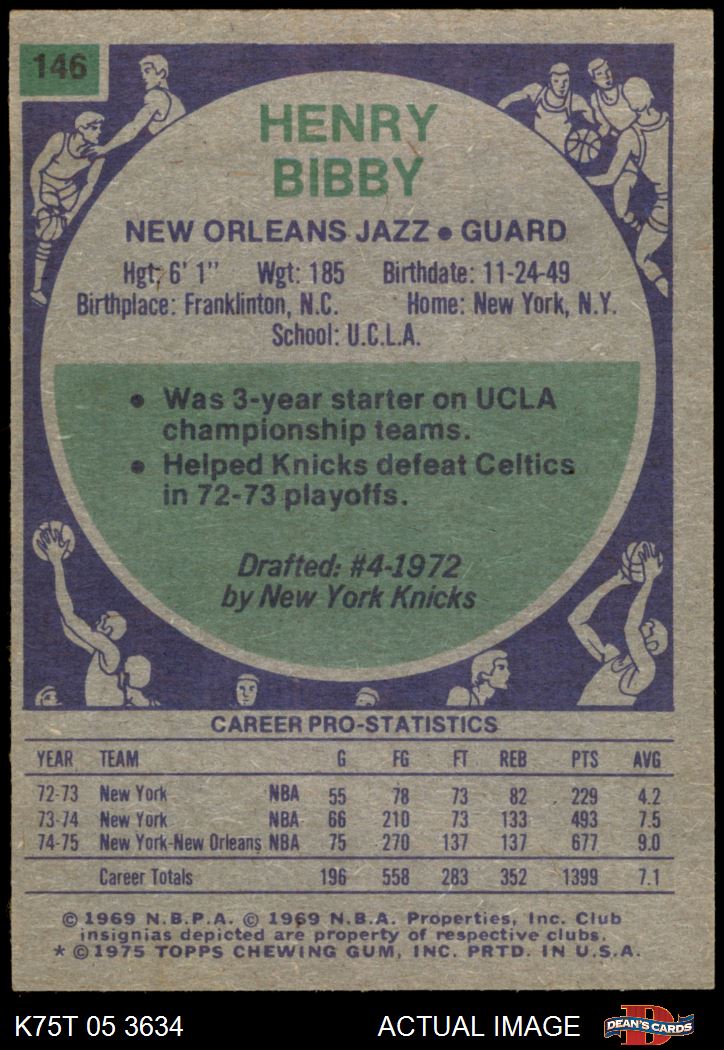 146
HENRY
BIBBY
NEW ORLEANS JAZZ • GUARD
Hgt: 6' 1" Wgt: 185 Birthdate: 11-24-49
Birthplace: Franklinton, N.C. Home: New York, N.Y.
School: U.C.L.A.
• Was 3-year starter on UCLA
championship teams.
• Helped Knicks defeat Celtics
in 72-73 playoffs.
Drafted: #4-1972
by New York Knicks
CAREER PRO-STATISTICS
YEAR TEAM G FG FT REB PTS AVG
72-73 New York NBA 55 78 73 82 229 4.2
73-74 New York NBA 66 210 73 133 493 7.5
74-75 New York-New Orleans NBA 75 270 137 137 677 9.0
Career Totals 196 558 283 352 1399 7.1
© 1969 N.B.P.A. © 1969 N.B.A. Properties, Inc. Club
insignias depicted are property of respective clubs.
* © 1975 TOPPS CHEWING GUM, INC. PRTD. IN U.S.A.
K75T 05 3634 ACTUAL IMAGE D DEAN'S CARDS